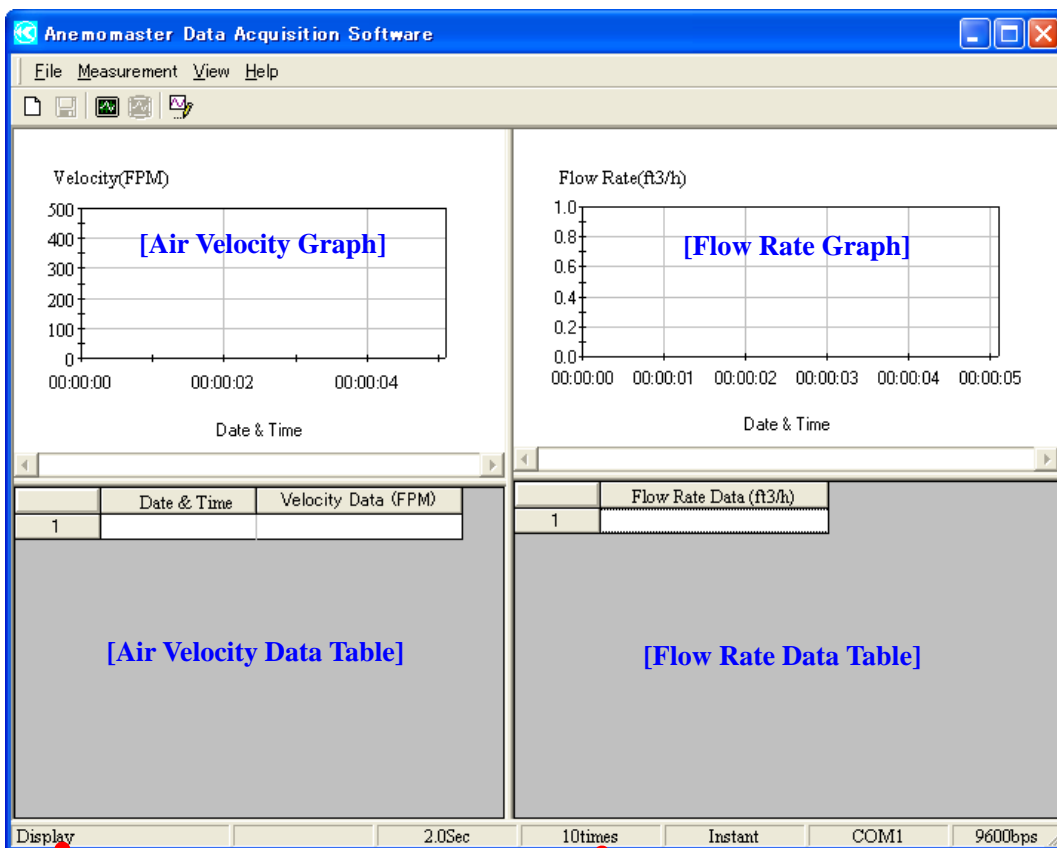 Anemomaster Data Acquisition Software
File Measurement View Help
Velocity(FPM)
500
400
300
200
100
0
[Air Velocity Graph]
00:00:00 00:00:02 00:00:04
Date & Time
Flow Rate(ft3/h)
1.0
0.8
0.6
0.4
0.2
0.0
[Flow Rate Graph]
00:00:00 00:00:01 00:00:02 00:00:03 00:00:04 00:00:05
Date & Time
Date & Time Velocity Data (FPM)
1
[Air Velocity Data Table]
Flow Rate Data (ft3/h)
1
[Flow Rate Data Table]
Display 2.0Sec 10times Instant COM1 9600bps